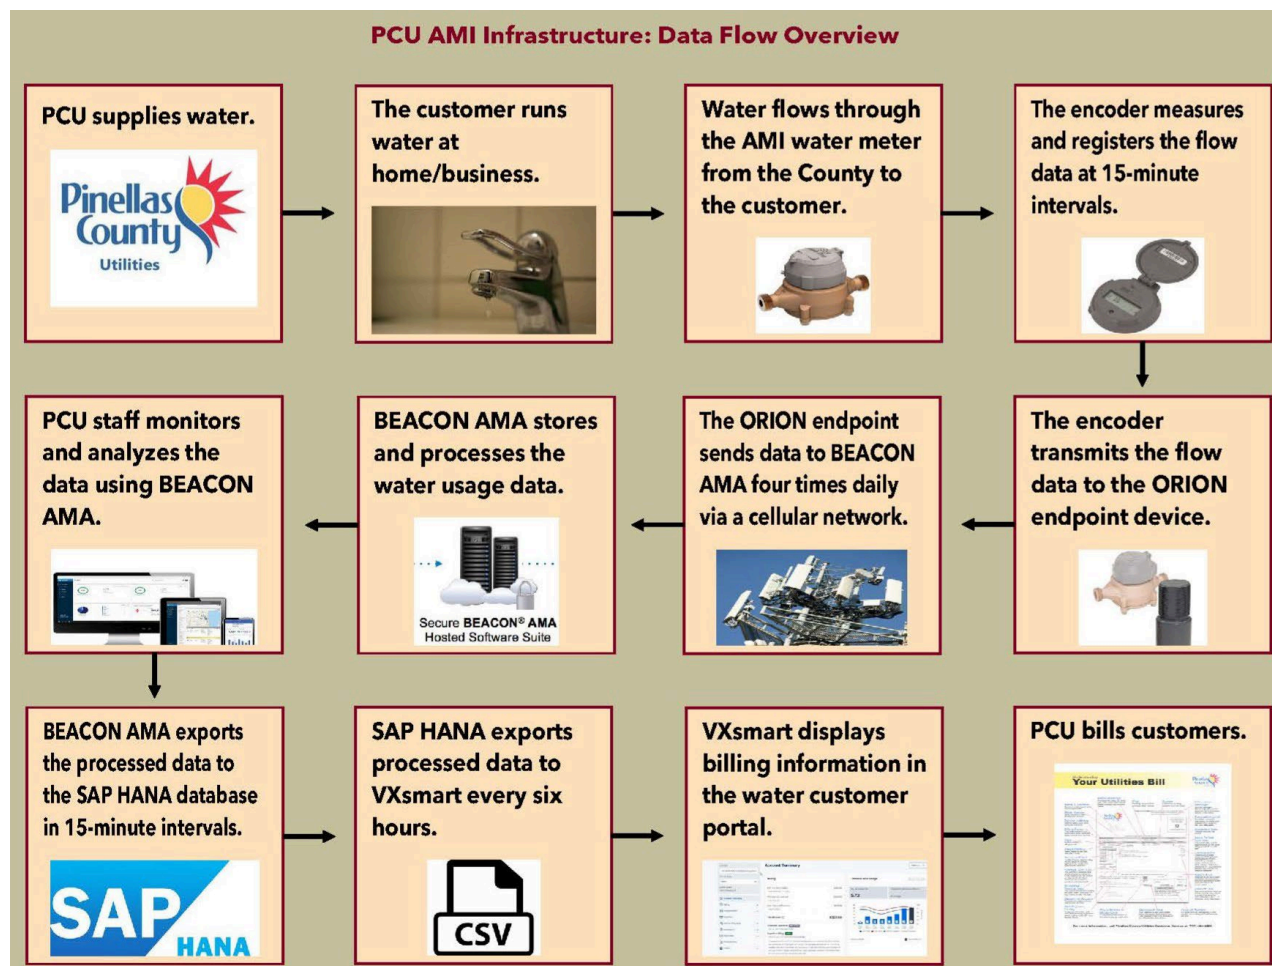 PCU AMI Infrastructure: Data Flow Overview
PCU supplies water.
Pinellas
County
Utilities
The customer runs
water at
home/business.
Water flows through
the AMI water meter
from the County to
the customer.
The encoder measures
and registers the flow
data at 15-minute
intervals.
The encoder
transmits the flow
data to the ORION
endpoint device.
The ORION endpoint
sends data to BEACON
AMA four times daily
via a cellular network.
BEACON AMA stores
and processes the
water usage data.
Secure BEACON® AMA
Hosted Software Suite
PCU staff monitors
and analyzes the
data using BEACON
AMA.
BEACON AMA exports
the processed data to
the SAP HANA database
in 15-minute intervals.
SAP
HANA
SAP HANA exports
processed data to
VXsmart every six
hours.
CSV
VXsmart displays
billing information in
the water customer
portal.
PCU bills customers.
Your Utilities Bill